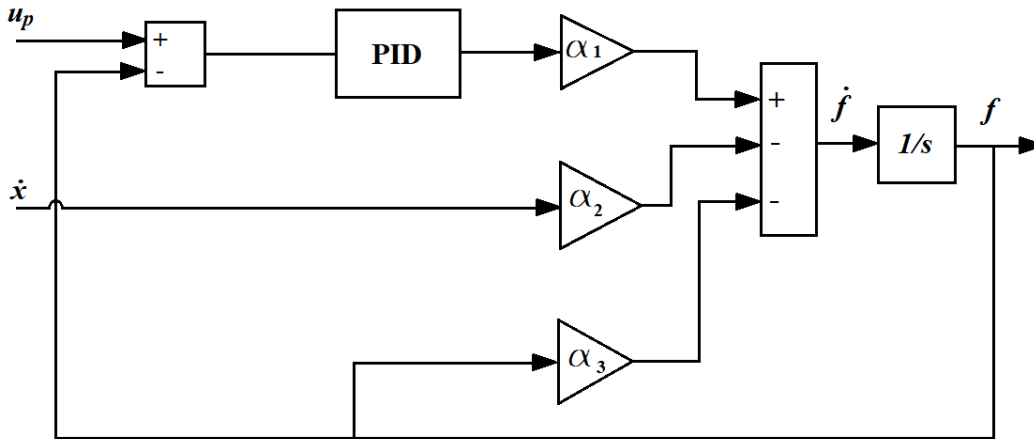 u_p
+
-
PID
α1
+
-
-
ḟ
1/s
f
ẋ
α2
α3